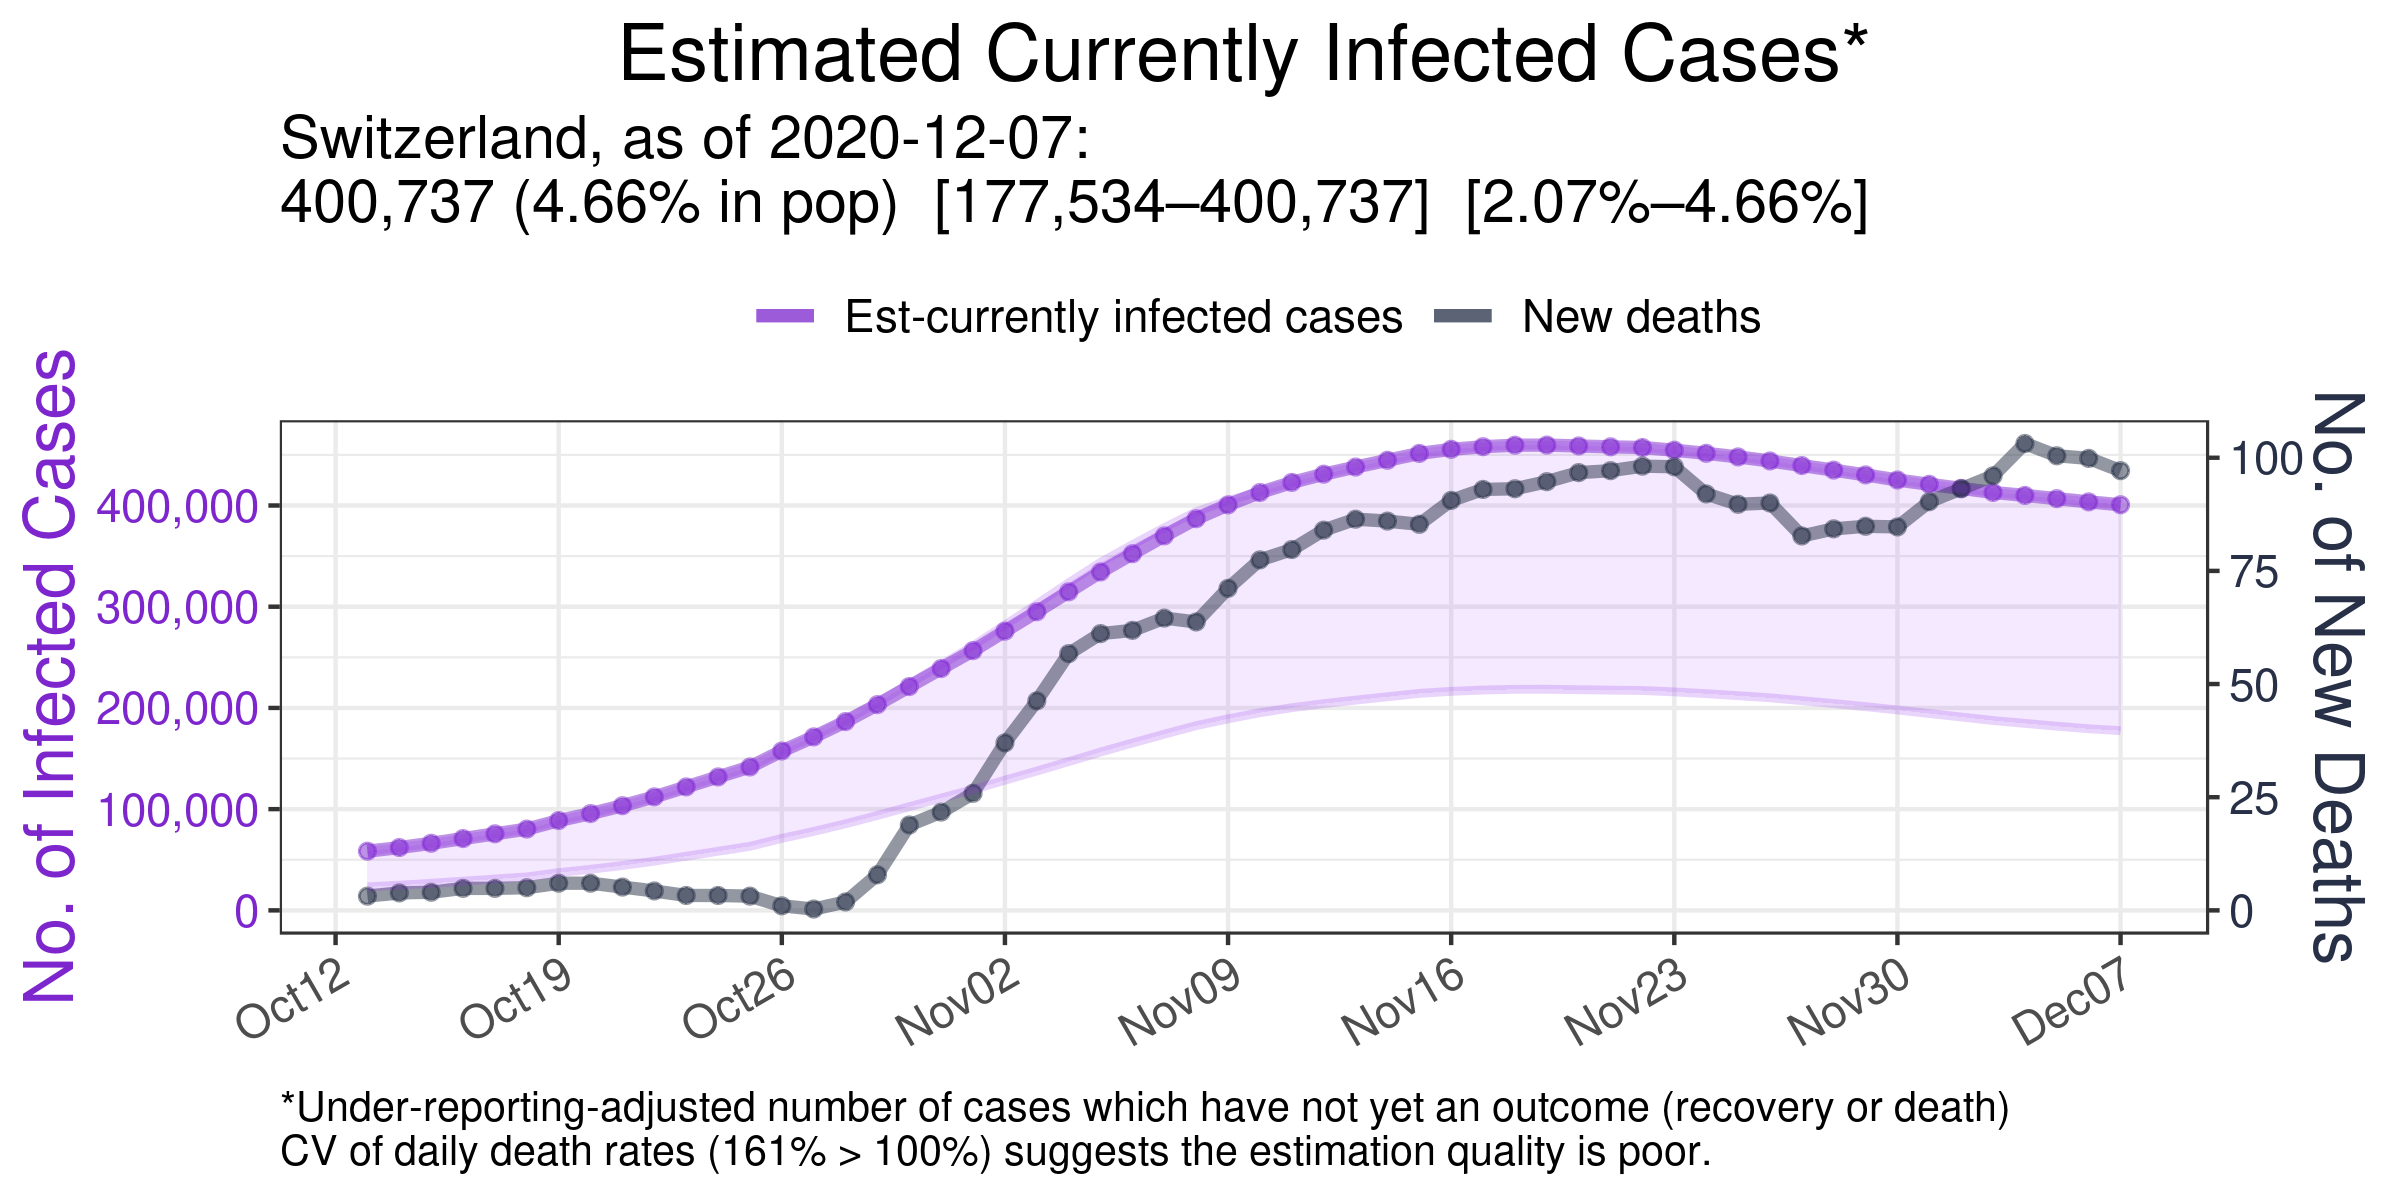 Estimated Currently Infected Cases*
Switzerland, as of 2020-12-07:
400,737 (4.66% in pop)  [177,534–400,737]  [2.07%–4.66%]
Est-currently infected cases
New deaths
No. of Infected Cases
400,000
300,000
200,000
100,000
0
No. of New Deaths
100
75
50
25
0
Oct12
Oct19
Oct26
Nov02
Nov09
Nov16
Nov23
Nov30
Dec07
*Under-reporting-adjusted number of cases which have not yet an outcome (recovery or death)
CV of daily death rates (161% > 100%) suggests the estimation quality is poor.